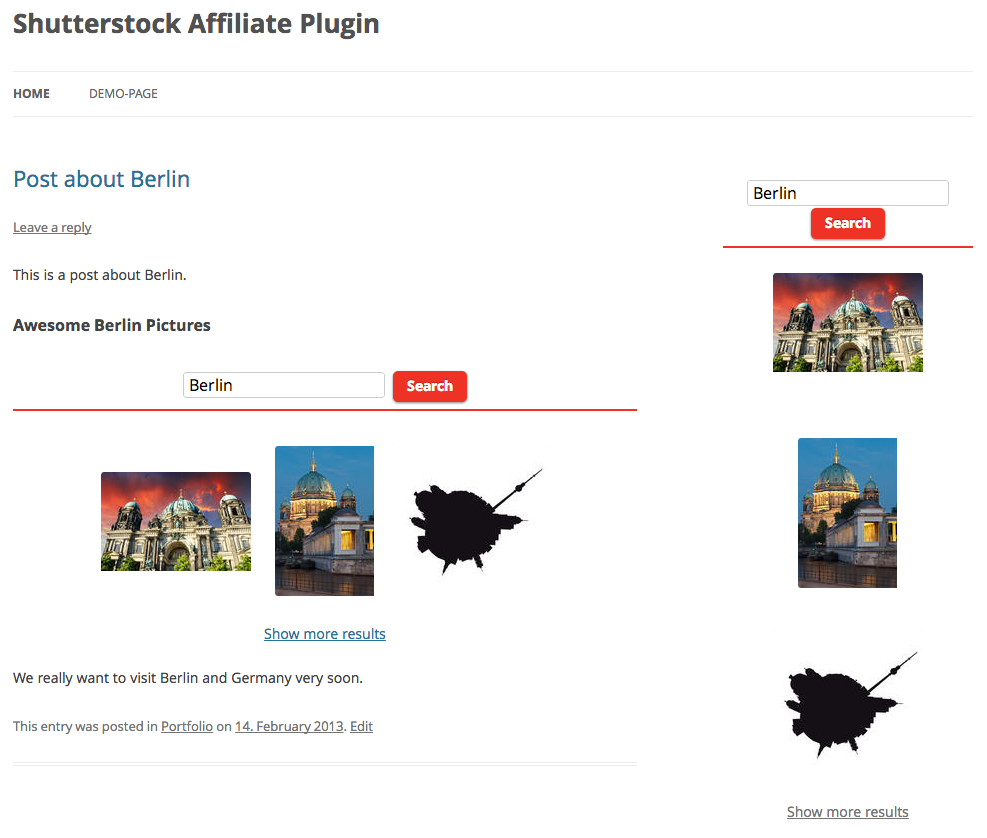 Shutterstock Affiliate Plugin
HOME DEMO-PAGE
Post about Berlin
Leave a reply
This is a post about Berlin.
Awesome Berlin Pictures
Berlin Search
Show more results
We really want to visit Berlin and Germany very soon.
This entry was posted in Portfolio on 14. February 2013. Edit
Berlin
Search
Show more results